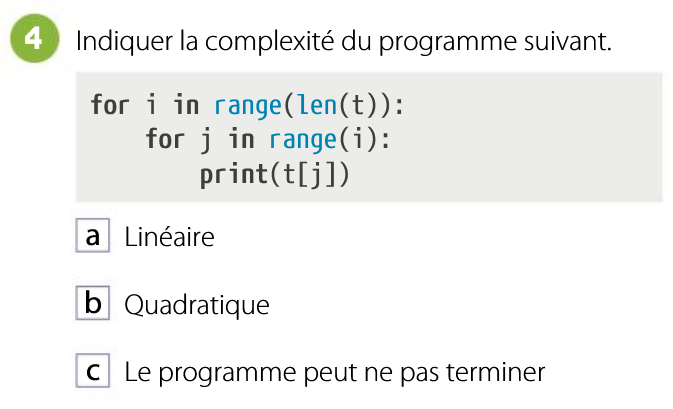 4 Indiquer la complexité du programme suivant.
for i in range(len(t)):
    for j in range(i):
        print(t[j])
a Linéaire
b Quadratique
c Le programme peut ne pas terminer